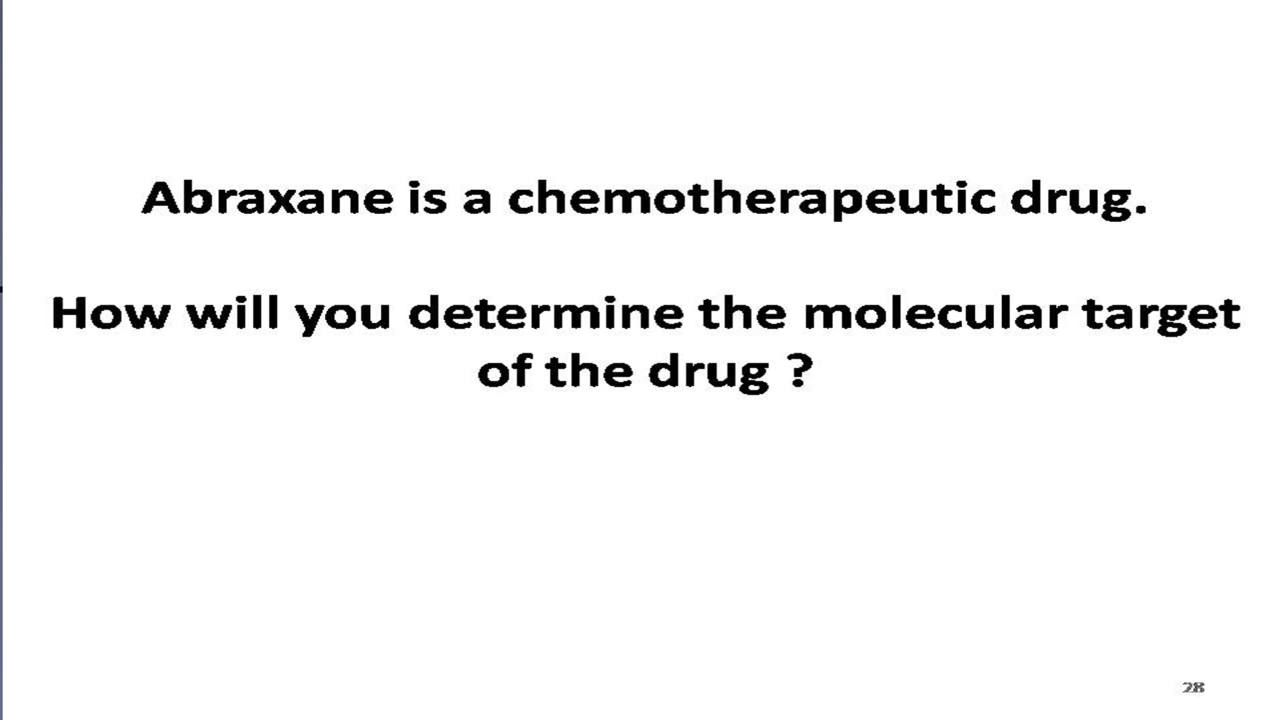 Abraxane is a chemotherapeutic drug.
How will you determine the molecular target
of the drug ?
28